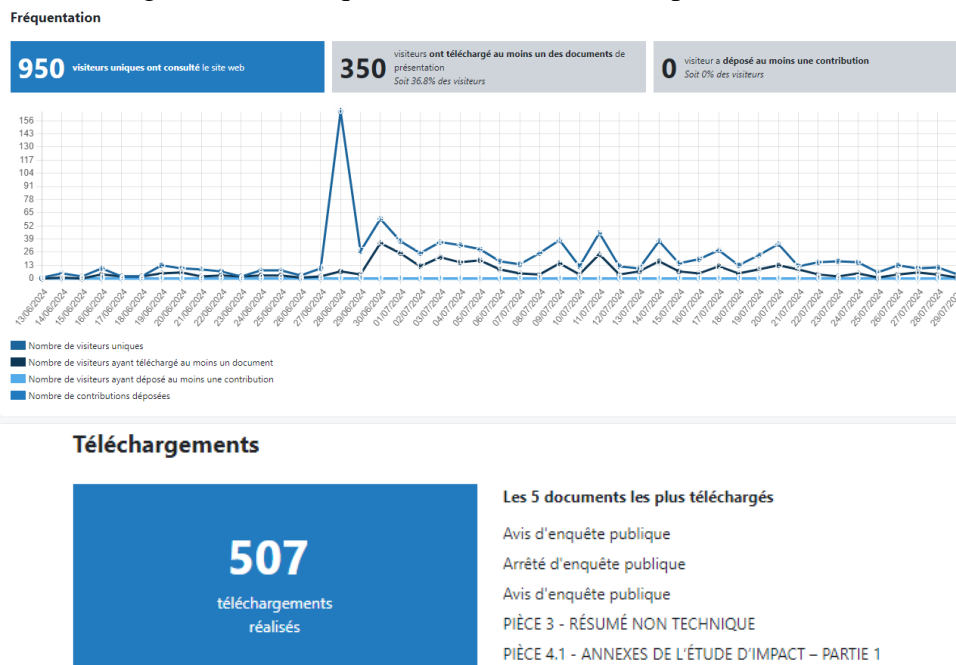 Fréquentation
950 visiteurs uniques ont consulté le site web
350 visiteurs ont téléchargé au moins un des documents de
présentation
Soit 36.8% des visiteurs
0 visiteur a déposé au moins une contribution
Soit 0% des visiteurs
156
143
130
117
104
91
78
65
52
39
26
13
0
13/06/2024 14/06/2024 15/06/2024 16/06/2024 17/06/2024 18/06/2024 19/06/2024 20/06/2024 21/06/2024 22/06/2024 23/06/2024 24/06/2024 25/06/2024 26/06/2024 27/06/2024 28/06/2024 29/06/2024 30/06/2024 01/07/2024 02/07/2024 03/07/2024 04/07/2024 05/07/2024 06/07/2024 07/07/2024 08/07/2024 09/07/2024 10/07/2024 11/07/2024 12/07/2024 13/07/2024 14/07/2024 15/07/2024 16/07/2024 17/07/2024 18/07/2024 19/07/2024 20/07/2024 21/07/2024 22/07/2024 23/07/2024 24/07/2024 25/07/2024 26/07/2024 27/07/2024 28/07/2024 29/07/2024
Nombre de visiteurs uniques
Nombre de visiteurs ayant téléchargé au moins un document
Nombre de visiteurs ayant déposé au moins une contribution
Nombre de contributions déposées
Téléchargements
507
téléchargements
réalisés
Les 5 documents les plus téléchargés
Avis d'enquête publique
Arrêté d'enquête publique
Avis d'enquête publique
PIÈCE 3 - RÉSUMÉ NON TECHNIQUE
PIÈCE 4.1 - ANNEXES DE L'ÉTUDE D'IMPACT – PARTIE 1